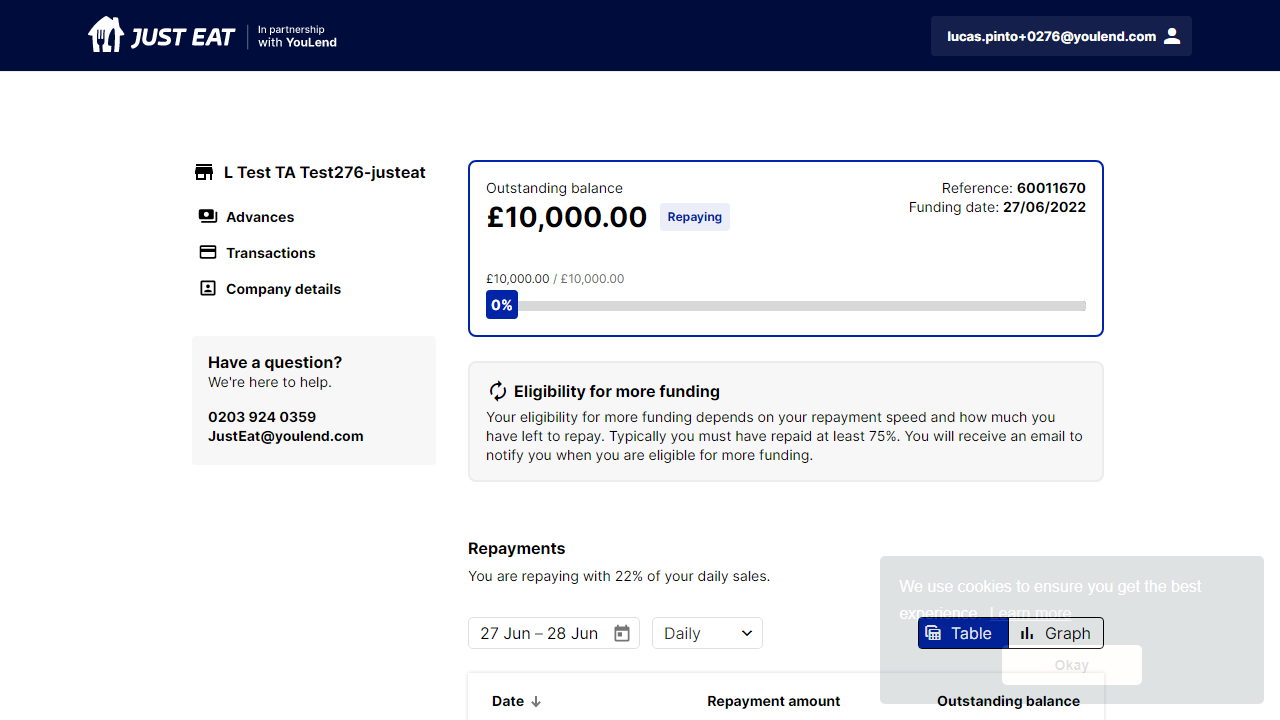 JUST EAT
In partnership
with YouLend
lucas.pinto+0276@youlend.com
L Test TA Test276-justeat
Advances
Transactions
Company details
Have a question?
We're here to help.
0203 924 0359
JustEat@youlend.com
Outstanding balance
£10,000.00 Repaying
Reference: 60011670
Funding date: 27/06/2022
£10,000.00 / £10,000.00
0%
Eligibility for more funding
Your eligibility for more funding depends on your repayment speed and how much you
have left to repay. Typically you must have repaid at least 75%. You will receive an email to
notify you when you are eligible for more funding.
Repayments
You are repaying with 22% of your daily sales.
We use cookies to ensure you get the best
experience. Learn more
27 Jun – 28 Jun Daily Table Graph
Okay
Date Repayment amount Outstanding balance